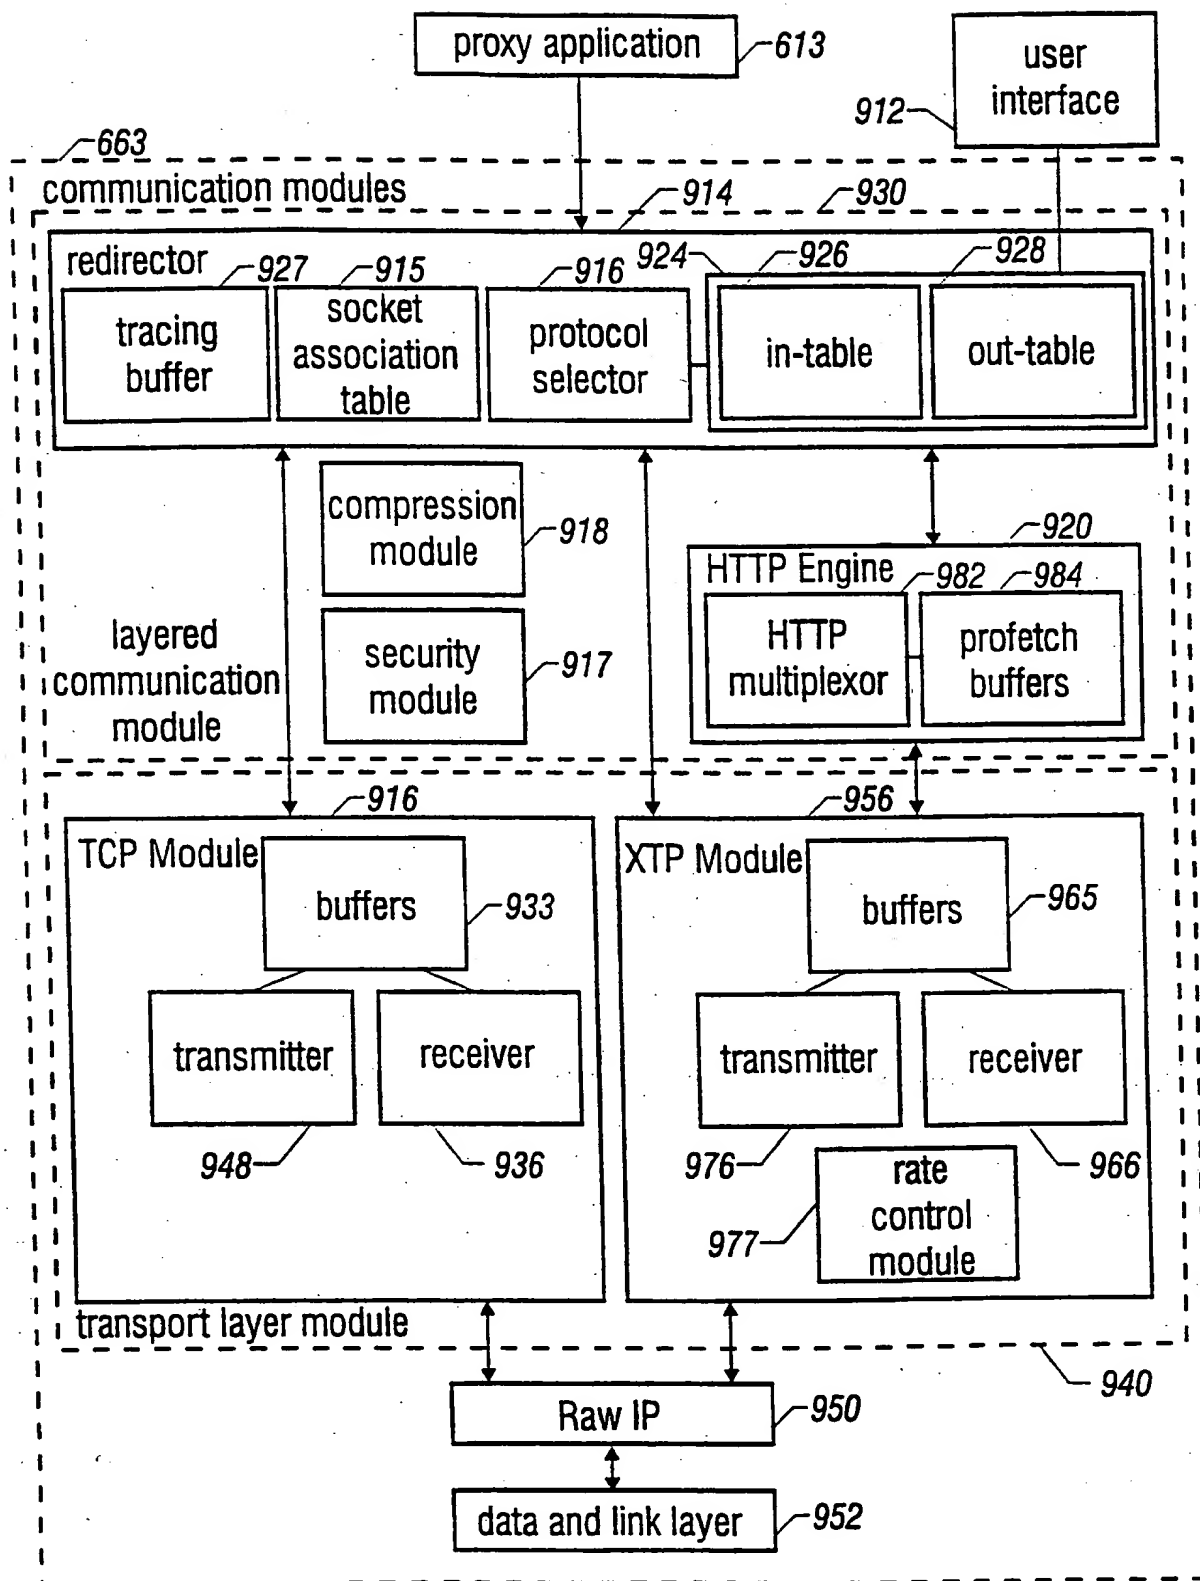 proxy application
613
user
interface
912
663
communication modules
914
930
redirector
927
915
916
924
926
928
tracing
buffer
socket
association
table
protocol
selector
in-table
out-table
compression
module
918
920
HTTP Engine
982
984
HTTP
multiplexor
profetch
buffers
layered
communication
module
security
module
917
916
956
TCP Module
buffers
933
XTP Module
buffers
965
transmitter
receiver
transmitter
receiver
948
936
976
966
rate
control
module
977
transport layer module
940
Raw IP
950
data and link layer
952